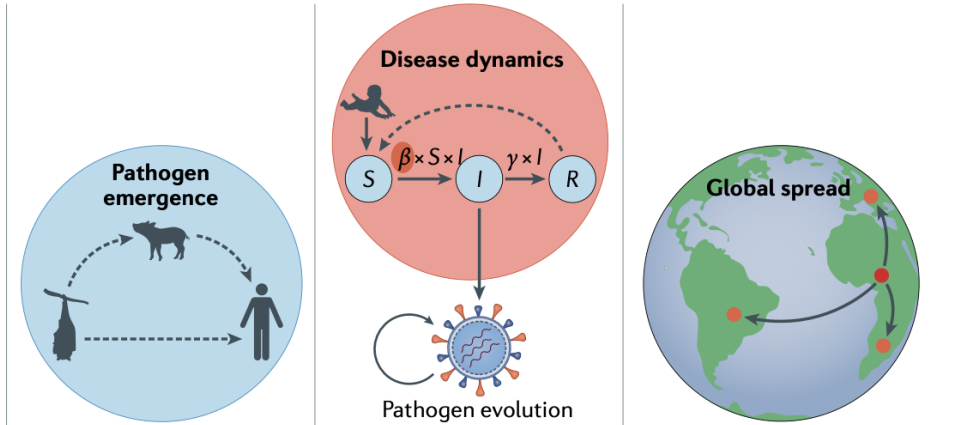 Pathogen
emergence
Disease dynamics
S
β × S × I
I
γ × I
R
Pathogen evolution
Global spread